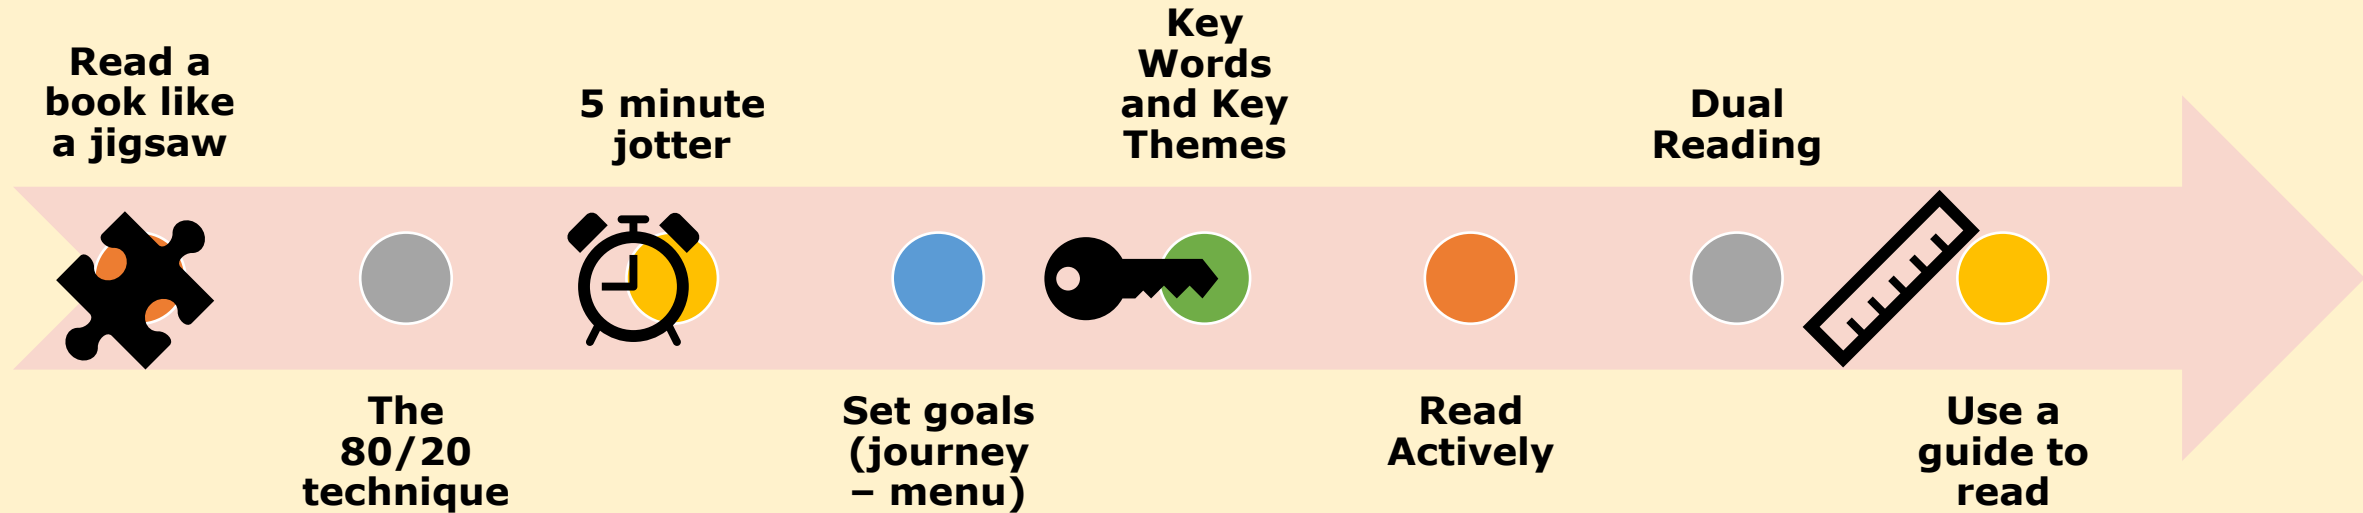 Read a
book like
a jigsaw
The
80/20
technique
5 minute
jotter
Set goals
(journey
– menu)
Key
Words
and Key
Themes
Read
Actively
Dual
Reading
Use a
guide to
read